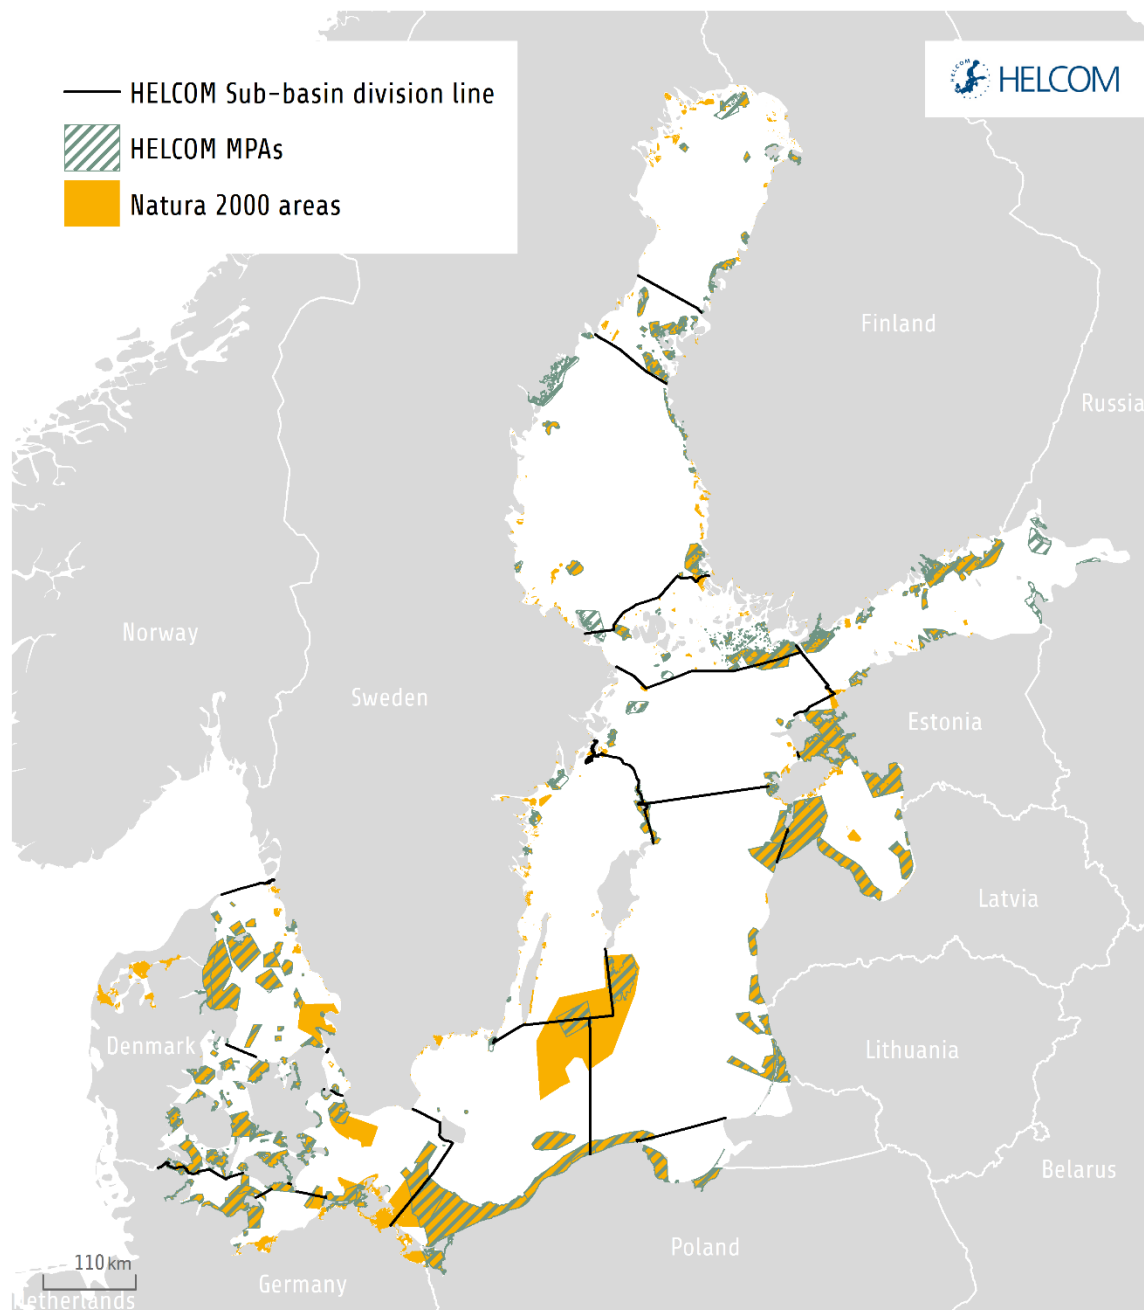 HELCOM Sub-basin division line
HELCOM MPAs
Natura 2000 areas
HELCOM
HELCOM
Finland
Russia
Norway
Sweden
Estonia
Latvia
Denmark
Lithuania
Belarus
Poland
110 km
Germany
Netherlands